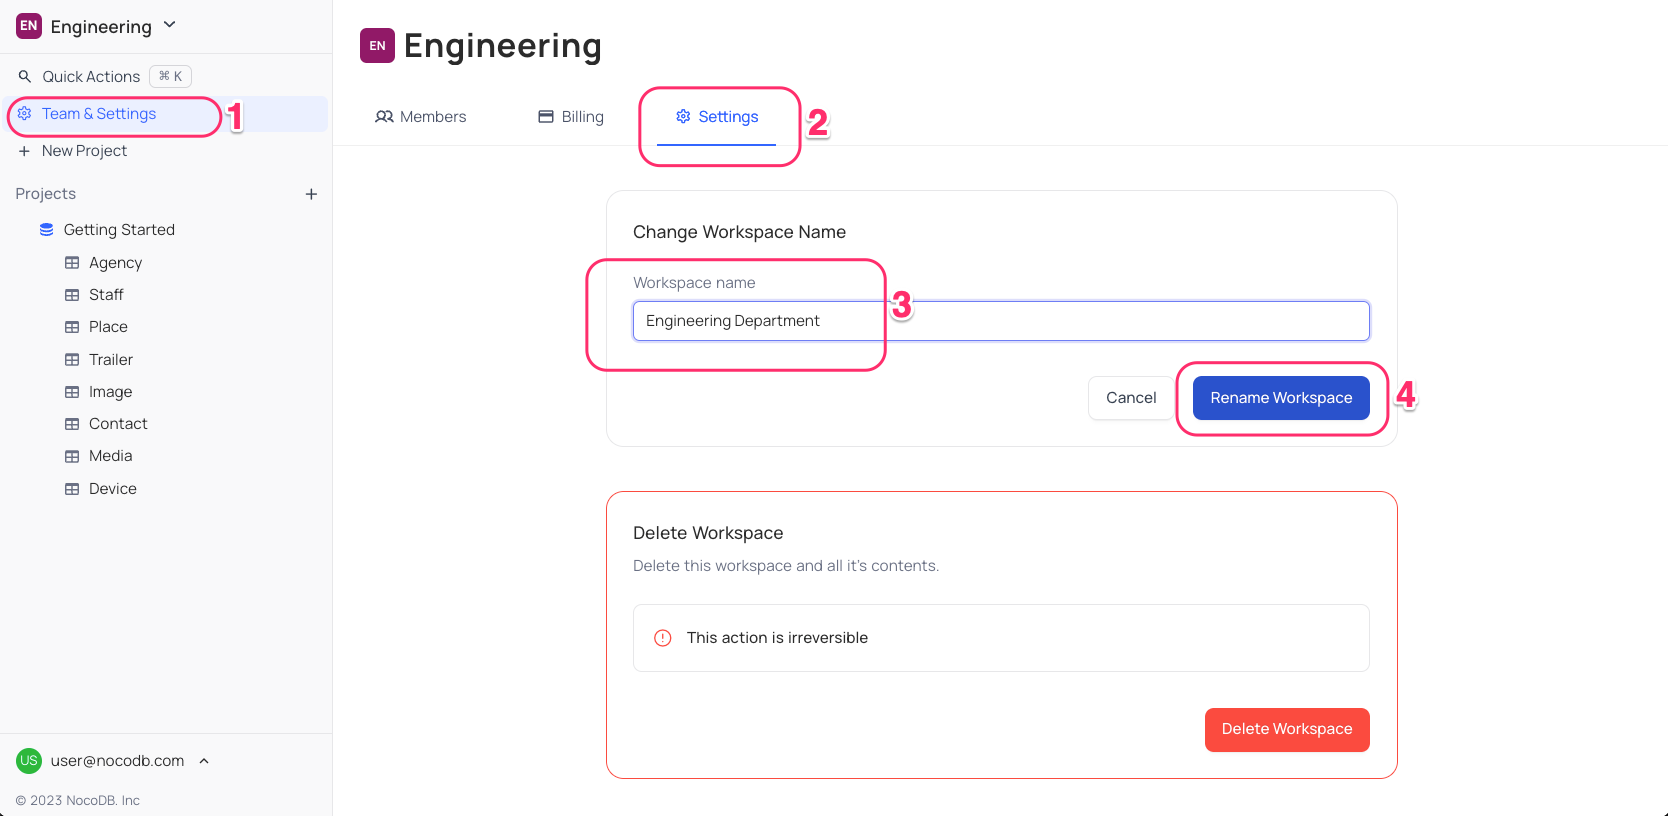 EN Engineering
Quick Actions ⌘ K
Team & Settings 1
New Project
Projects
Getting Started
Agency
Staff
Place
Trailer
Image
Contact
Media
Device
US user@nocodb.com
© 2023 NocoDB. Inc
EN Engineering
Members Billing Settings 2
Change Workspace Name
Workspace name
Engineering Department 3
Cancel Rename Workspace 4
Delete Workspace
Delete this workspace and all it's contents.
This action is irreversible
Delete Workspace